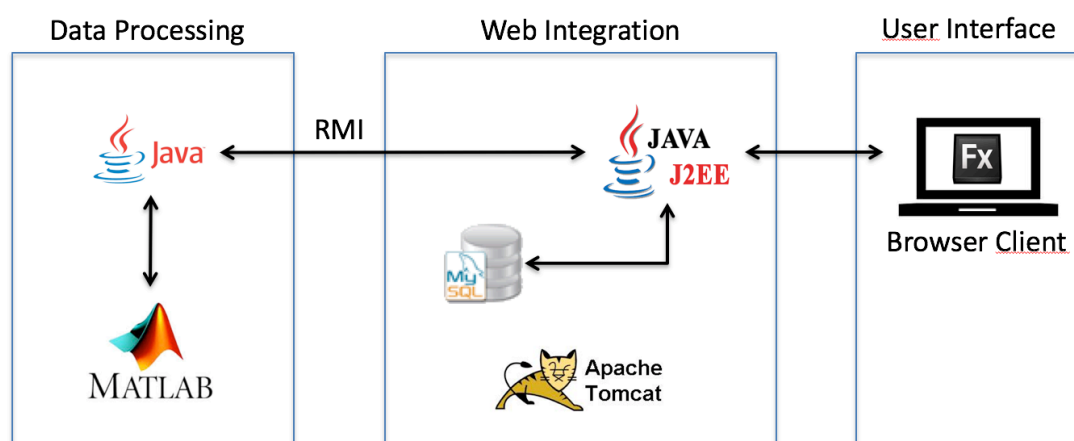 Data Processing
Web Integration
User Interface
RMI
Java
JAVA
J2EE
Fx
Browser Client
My
SQL
MATLAB
Apache
Tomcat